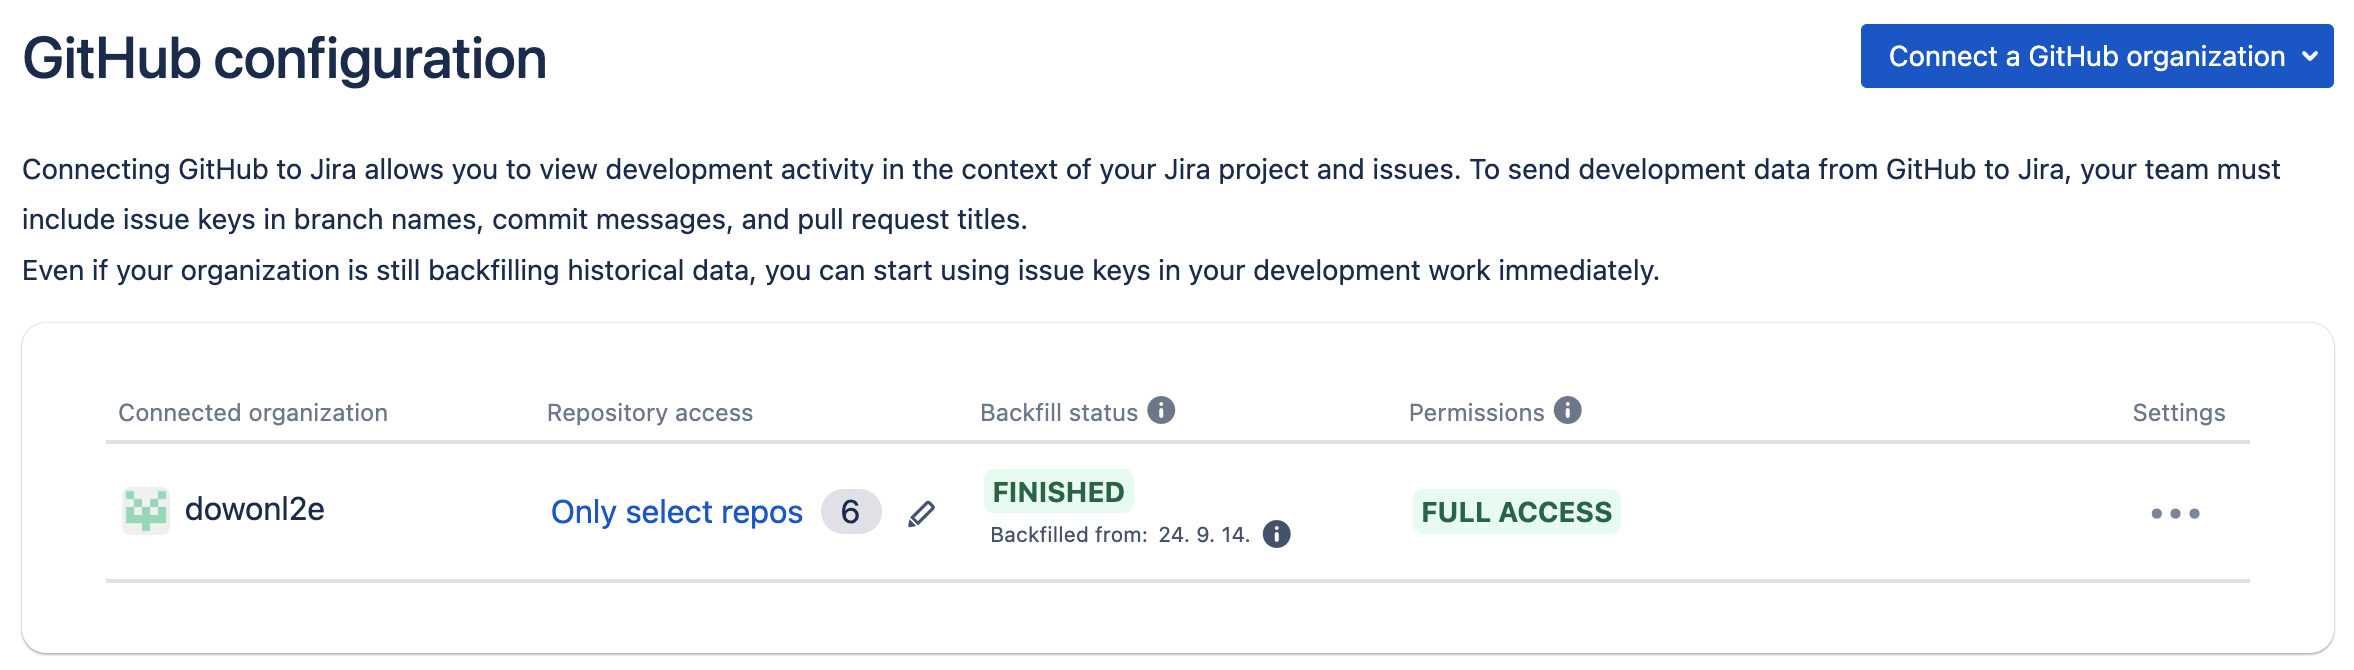 GitHub configuration
Connect a GitHub organization
Connecting GitHub to Jira allows you to view development activity in the context of your Jira project and issues. To send development data from GitHub to Jira, your team must
include issue keys in branch names, commit messages, and pull request titles.
Even if your organization is still backfilling historical data, you can start using issue keys in your development work immediately.
Connected organization Repository access Backfill status Permissions Settings
dowonl2e Only select repos 6 FINISHED FULL ACCESS
Backfilled from: 24. 9. 14.